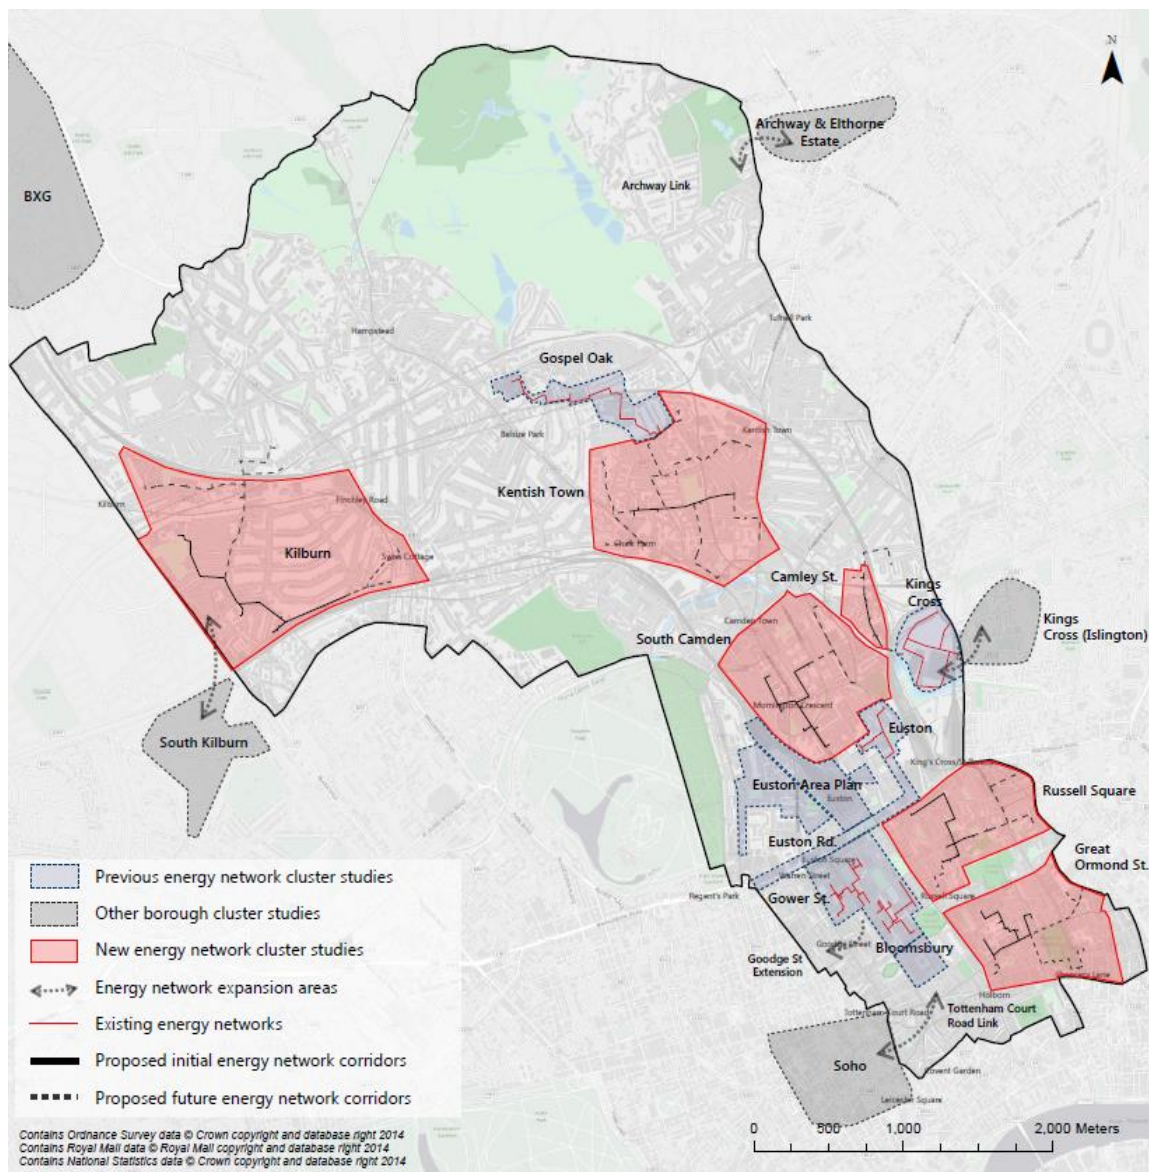 N
Archway & Elthorne
Estate
BXG
Archway Link
Hampstead
Tufnell Park
Gospel Oak
Belsize Park
Kentish Town
Kentish Town
Kilburn
Finchley Road
Kilburn
Swiss Cottage
Chalk Farm
Camley St.
Kings
Cross
Kings
Cross (Islington)
Camden Town
South Camden
Mornington Crescent
South Kilburn
Euston
King's Cross/St
Euston Area Plan
Euston
Russell Square
Euston Rd.
Euston Square
Warren Street
Great
Ormond St.
Regent's Park
Gower St.
Russell Square
Goodge Street
Bloomsbury
Goodge St
Extension
Chancery Lane
Holborn
Tottenham Court Road
Tottenham Court
Road Link
Soho
Covent Garden
Leicester Square
Previous energy network cluster studies
Other borough cluster studies
New energy network cluster studies
Energy network expansion areas
Existing energy networks
Proposed initial energy network corridors
Proposed future energy network corridors
Contains Ordnance Survey data © Crown copyright and database right 2014
Contains Royal Mail data © Royal Mail copyright and database right 2014
Contains National Statistics data © Crown copyright and database right 2014
0 500 1,000 2,000 Meters